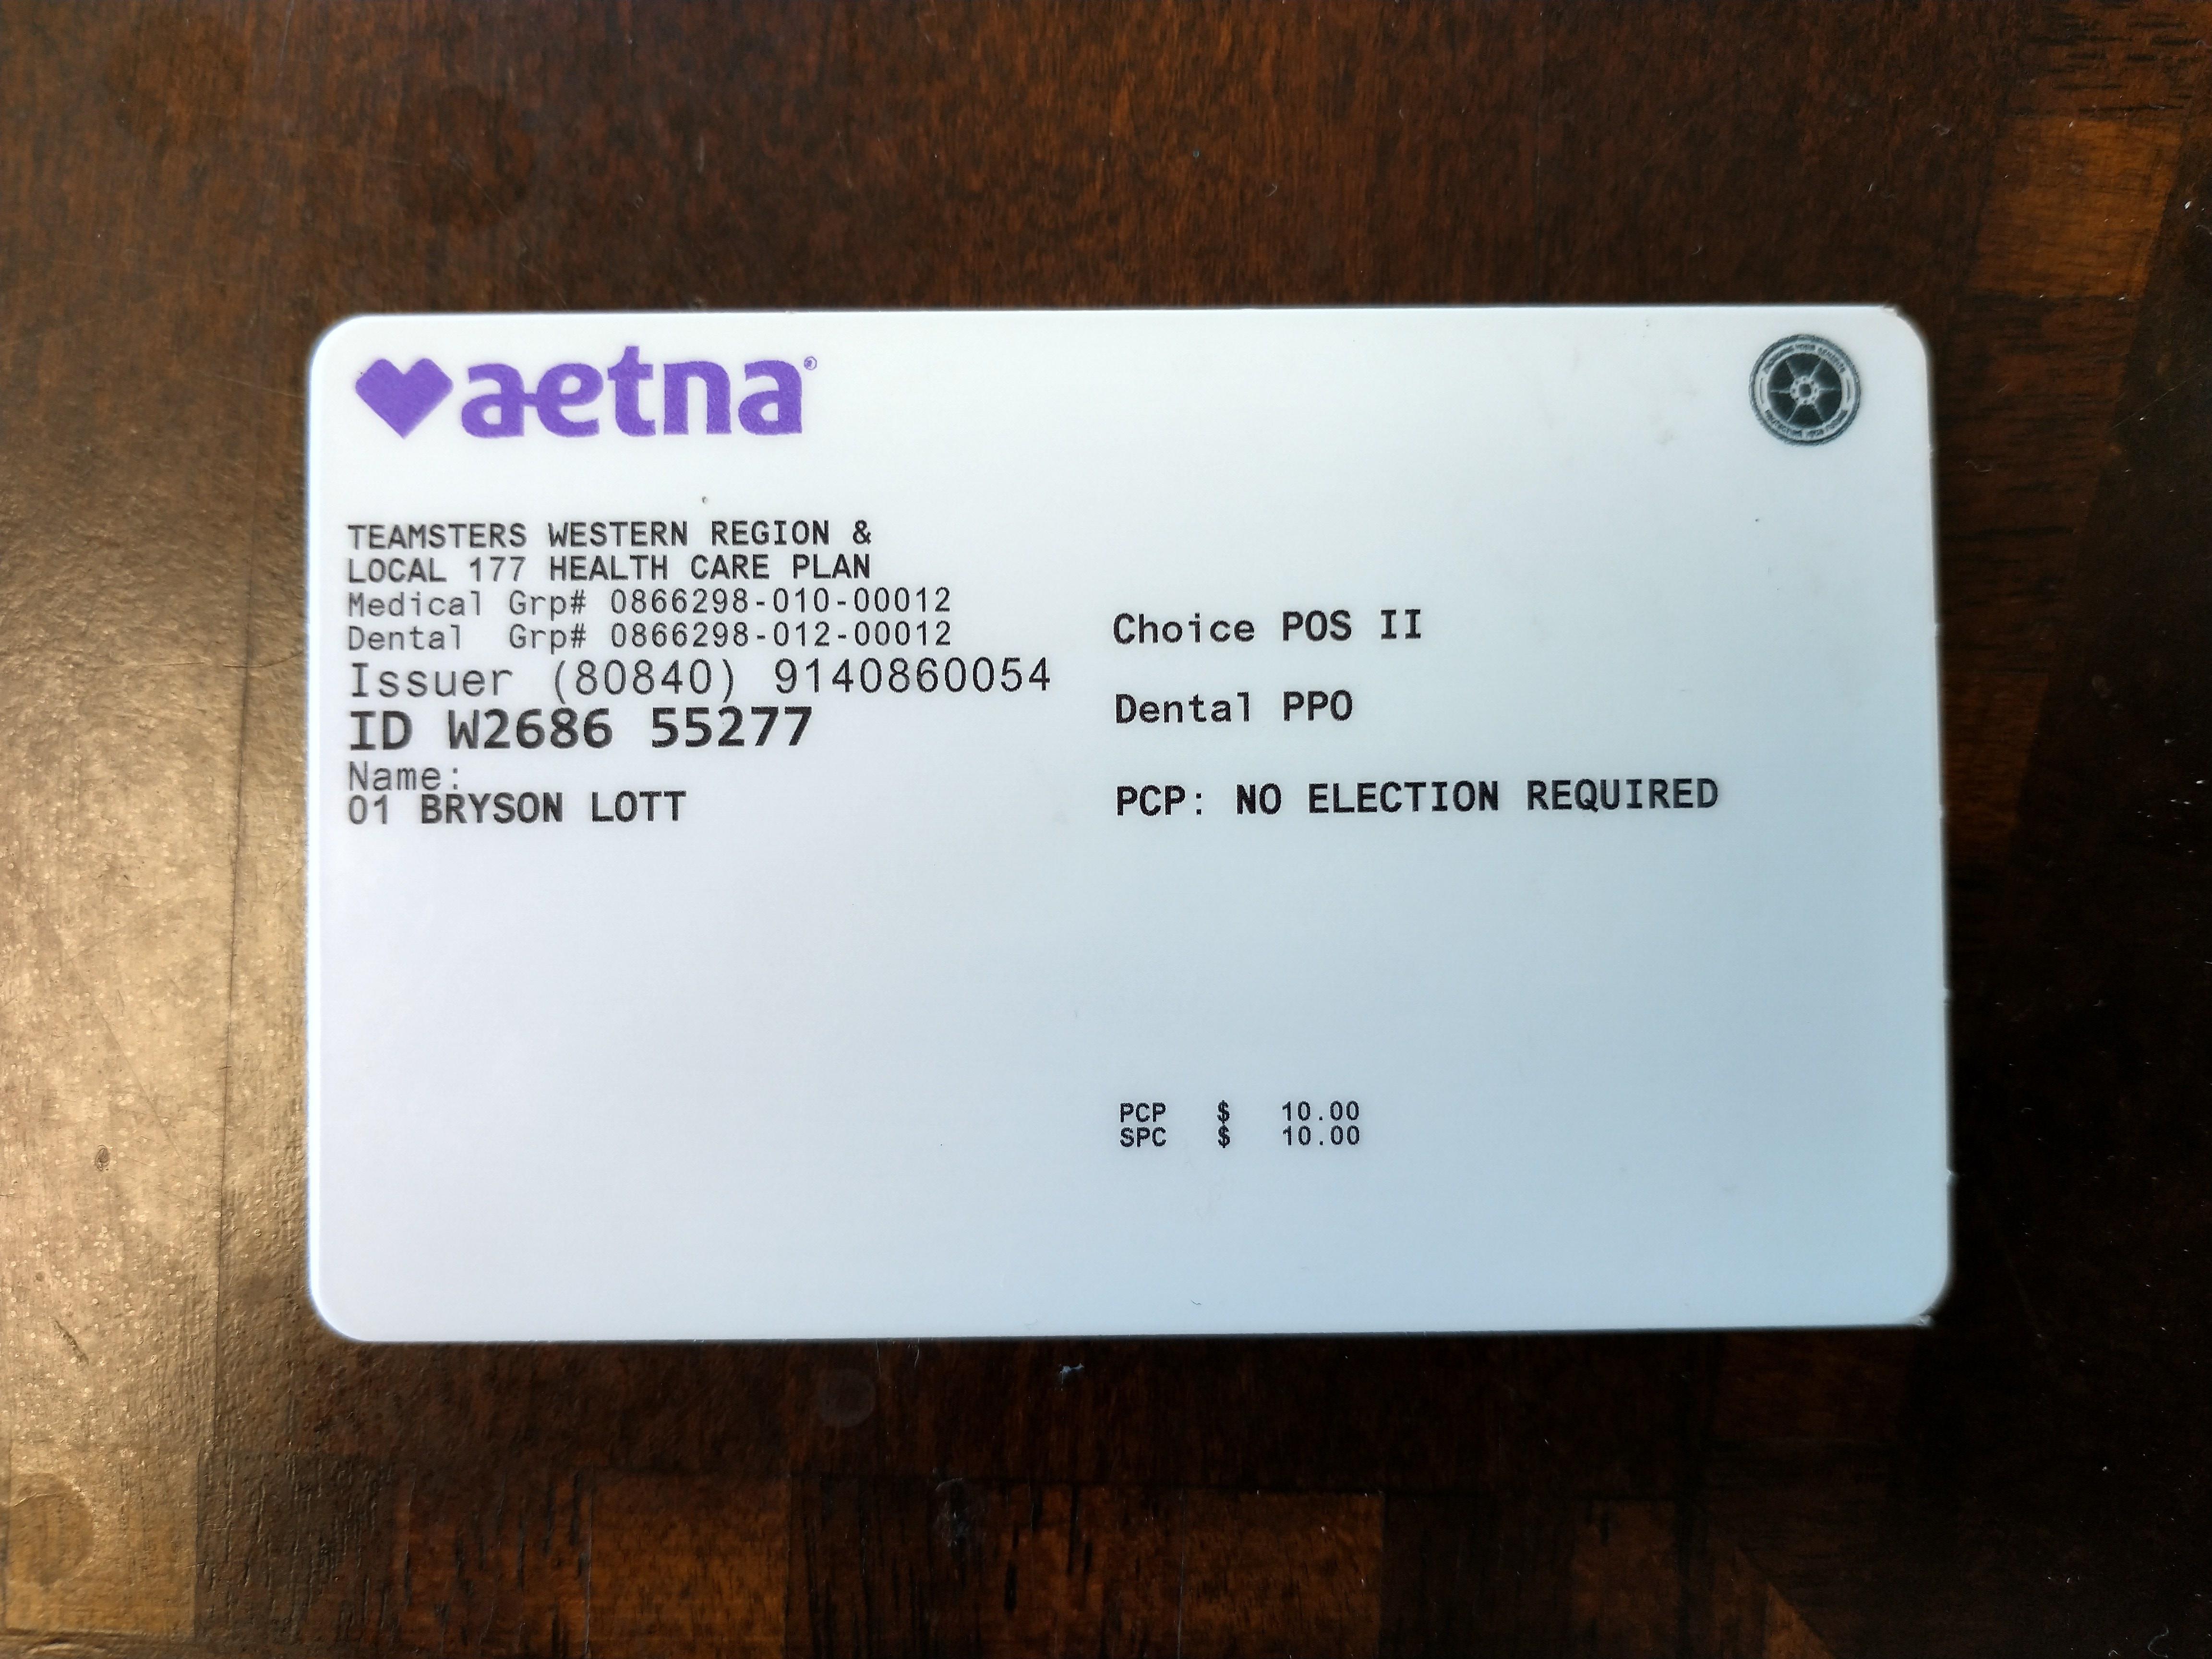 aetna®
TEAMSTERS WESTERN REGION &
LOCAL 177 HEALTH CARE PLAN
Medical Grp# 0866298-010-00012
Dental Grp# 0866298-012-00012
Issuer (80840) 9140860054
ID W2686 55277
Name:
01 BRYSON LOTT
Choice POS II
Dental PPO
PCP: NO ELECTION REQUIRED
PCP $ 10.00
SPC $ 10.00